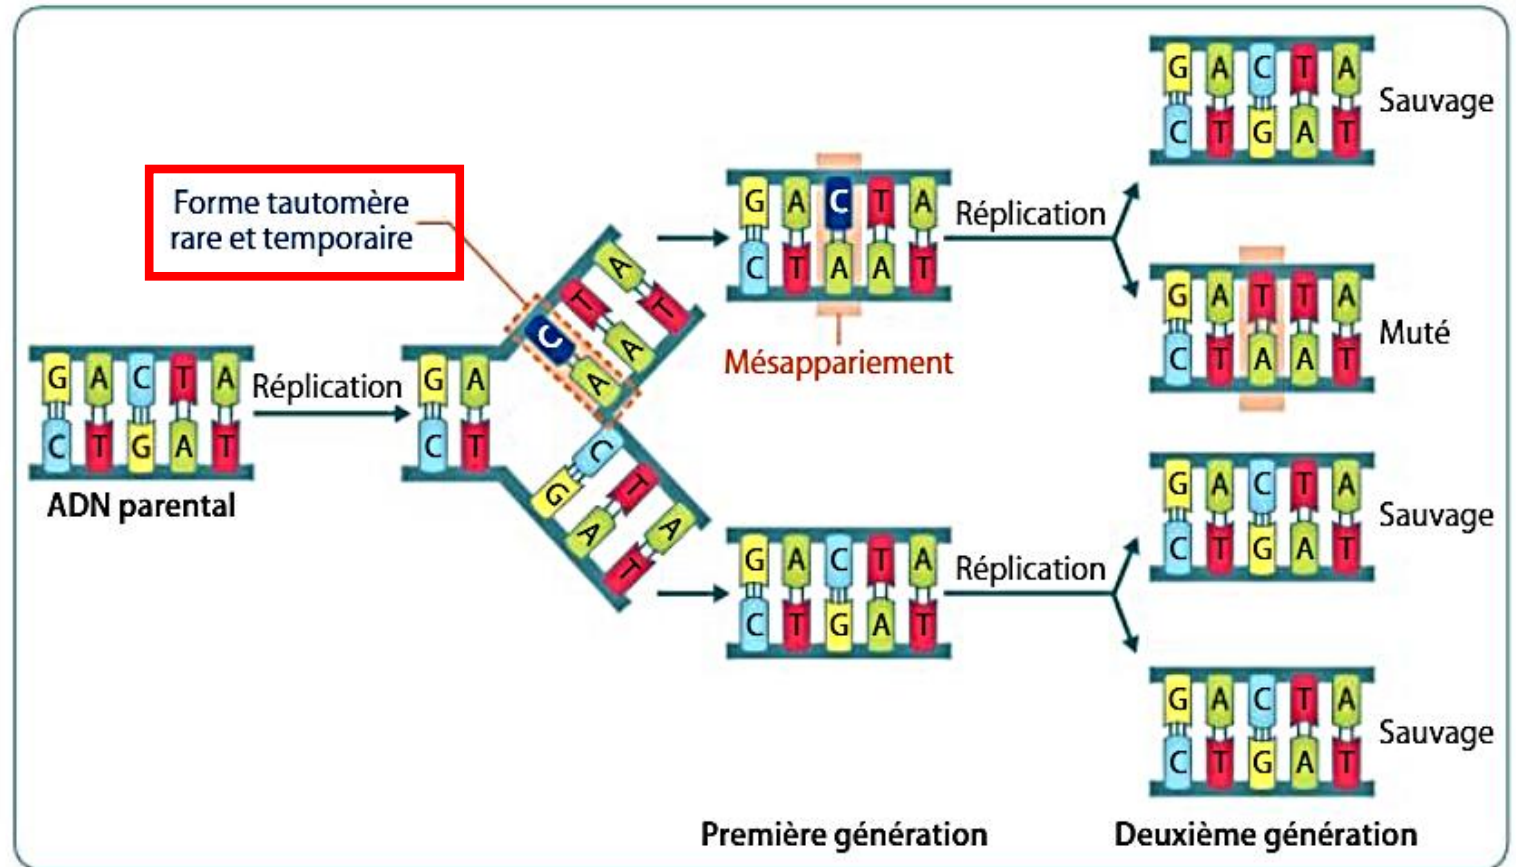 G A C T A
C T G A T
Sauvage
Forme tautomère
rare et temporaire
G A C T A
C T A A T
Réplication
Mésappariement
G A T T A
C T A A T
Muté
G A C T A
C T G A T
ADN parental
Réplication
G A
C T
C T A
A A T
C T A
G A T
G A C T A
C T G A T
Réplication
G A C T A
C T G A T
Sauvage
G A C T A
C T G A T
Sauvage
Première génération
Deuxième génération